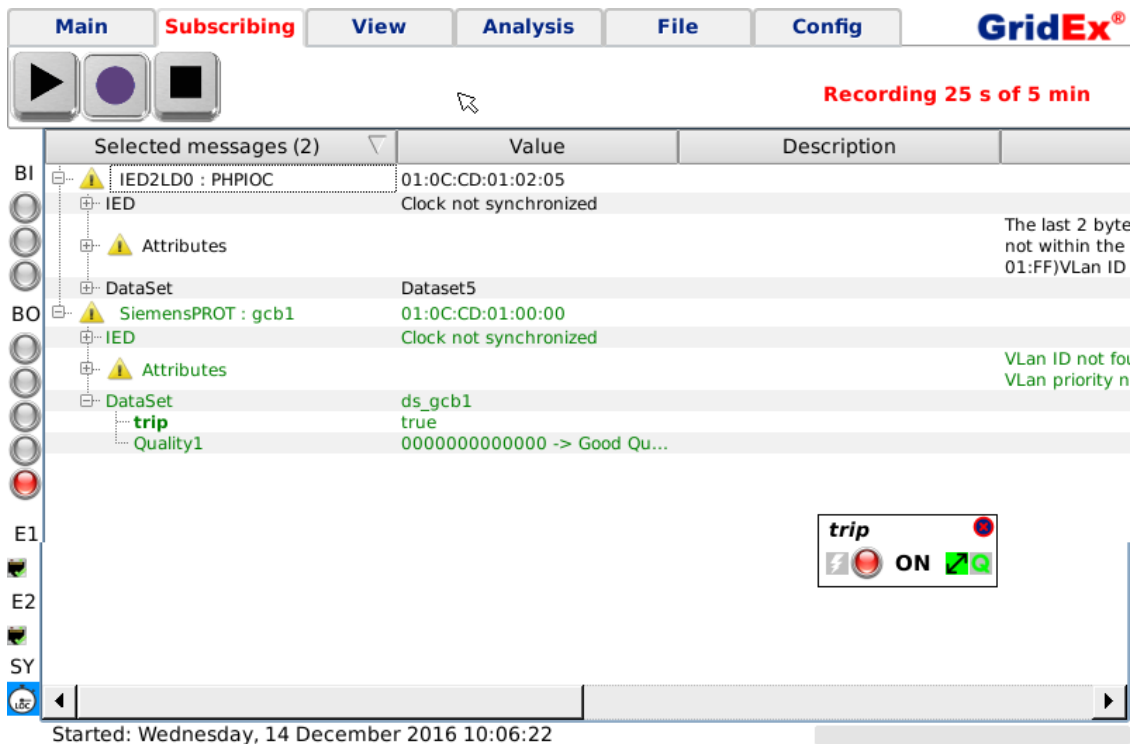 Main Subscribing View Analysis File Config GridEx®
Recording 25 s of 5 min
Selected messages (2) Value Description
BI
IED2LD0 : PHPIOC 01:0C:CD:01:02:05
IED Clock not synchronized
The last 2 byte
Attributes not within the
01:FF)VLan ID
DataSet Dataset5
BO SiemensPROT : gcb1 01:0C:CD:01:00:00
IED Clock not synchronized
VLan ID not fou
Attributes
VLan priority n
DataSet ds_gcb1
trip true
Quality1 0000000000000 -> Good Qu...
E1
trip
ON Q
E2
SY
LOC
Started: Wednesday, 14 December 2016 10:06:22